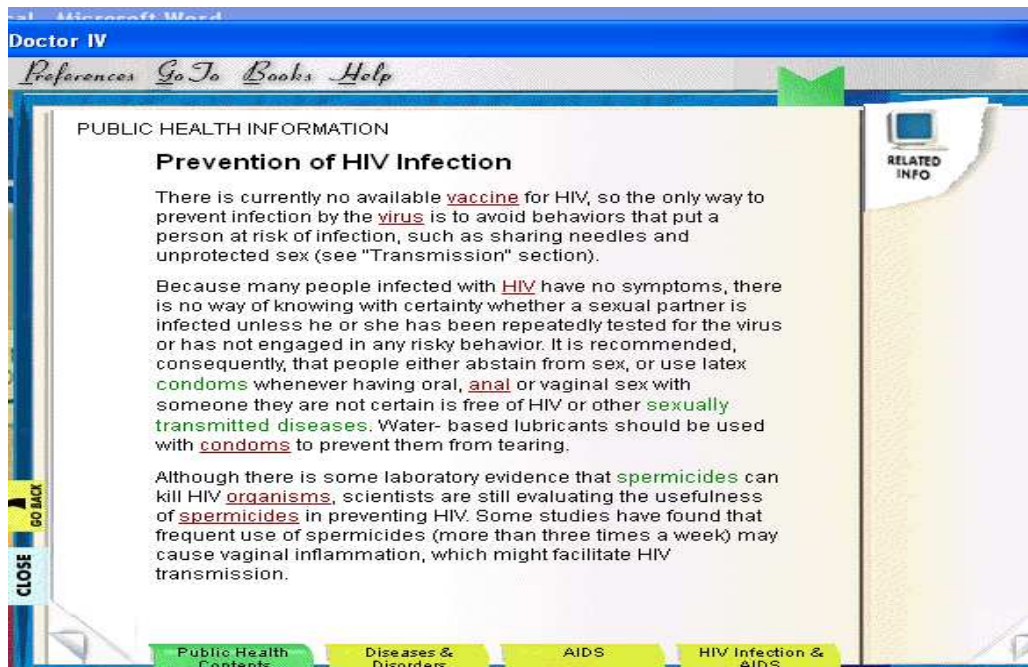 Microsoft Word
Doctor IV
Preferences Go To Books Help
PUBLIC HEALTH INFORMATION
RELATED
INFO
Prevention of HIV Infection
There is currently no available vaccine for HIV, so the only way to
prevent infection by the virus is to avoid behaviors that put a
person at risk of infection, such as sharing needles and
unprotected sex (see "Transmission" section).
Because many people infected with HIV have no symptoms, there
is no way of knowing with certainty whether a sexual partner is
infected unless he or she has been repeatedly tested for the virus
or has not engaged in any risky behavior. It is recommended,
consequently, that people either abstain from sex, or use latex
condoms whenever having oral, anal or vaginal sex with
someone they are not certain is free of HIV or other sexually
transmitted diseases. Water- based lubricants should be used
with condoms to prevent them from tearing.
Although there is some laboratory evidence that spermicides can
kill HIV organisms, scientists are still evaluating the usefulness
of spermicides in preventing HIV. Some studies have found that
frequent use of spermicides (more than three times a week) may
cause vaginal inflammation, which might facilitate HIV
transmission.
GO BACK
CLOSE
Public Health
Contents
Diseases &
Disorders
AIDS
HIV Infection &
AIDS